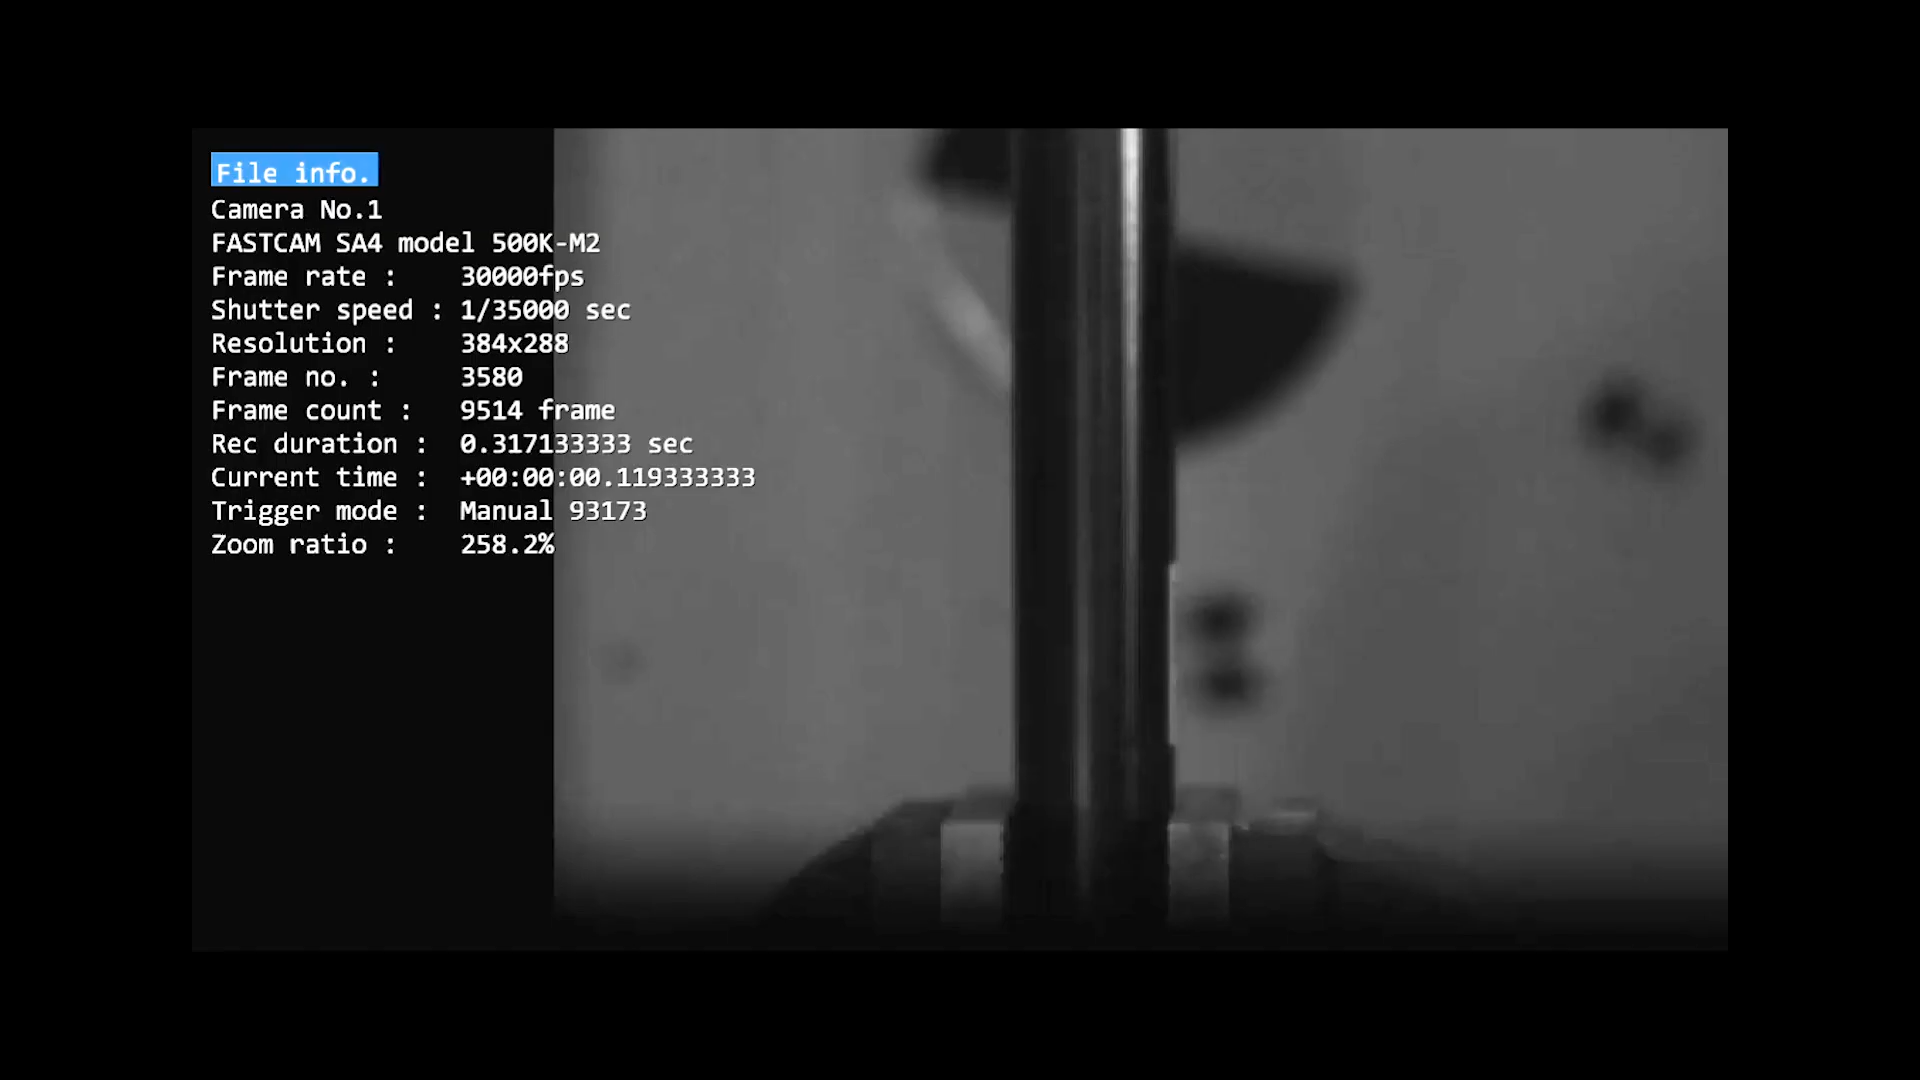 File info.
Camera No.1
FASTCAM SA4 model 500K-M2
Frame rate : 30000fps
Shutter speed : 1/35000 sec
Resolution : 384x288
Frame no. : 3580
Frame count : 9514 frame
Rec duration : 0.317133333 sec
Current time : +00:00:00.119333333
Trigger mode : Manual 93173
Zoom ratio : 258.2%